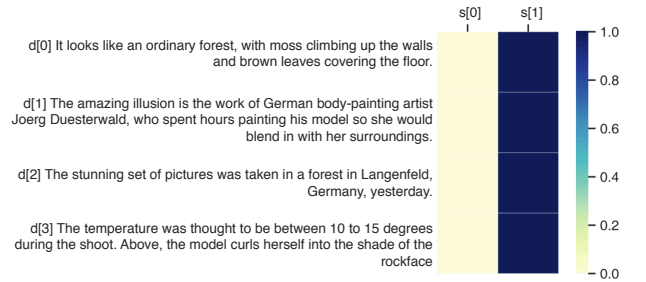 s[0] s[1]
d[0] It looks like an ordinary forest, with moss climbing up the walls
and brown leaves covering the floor.
d[1] The amazing illusion is the work of German body-painting artist
Joerg Duesterwald, who spent hours painting his model so she would
blend in with her surroundings.
d[2] The stunning set of pictures was taken in a forest in Langenfeld,
Germany, yesterday.
d[3] The temperature was thought to be between 10 to 15 degrees
during the shoot. Above, the model curls herself into the shade of the
rockface
1.0
0.8
0.6
0.4
0.2
0.0